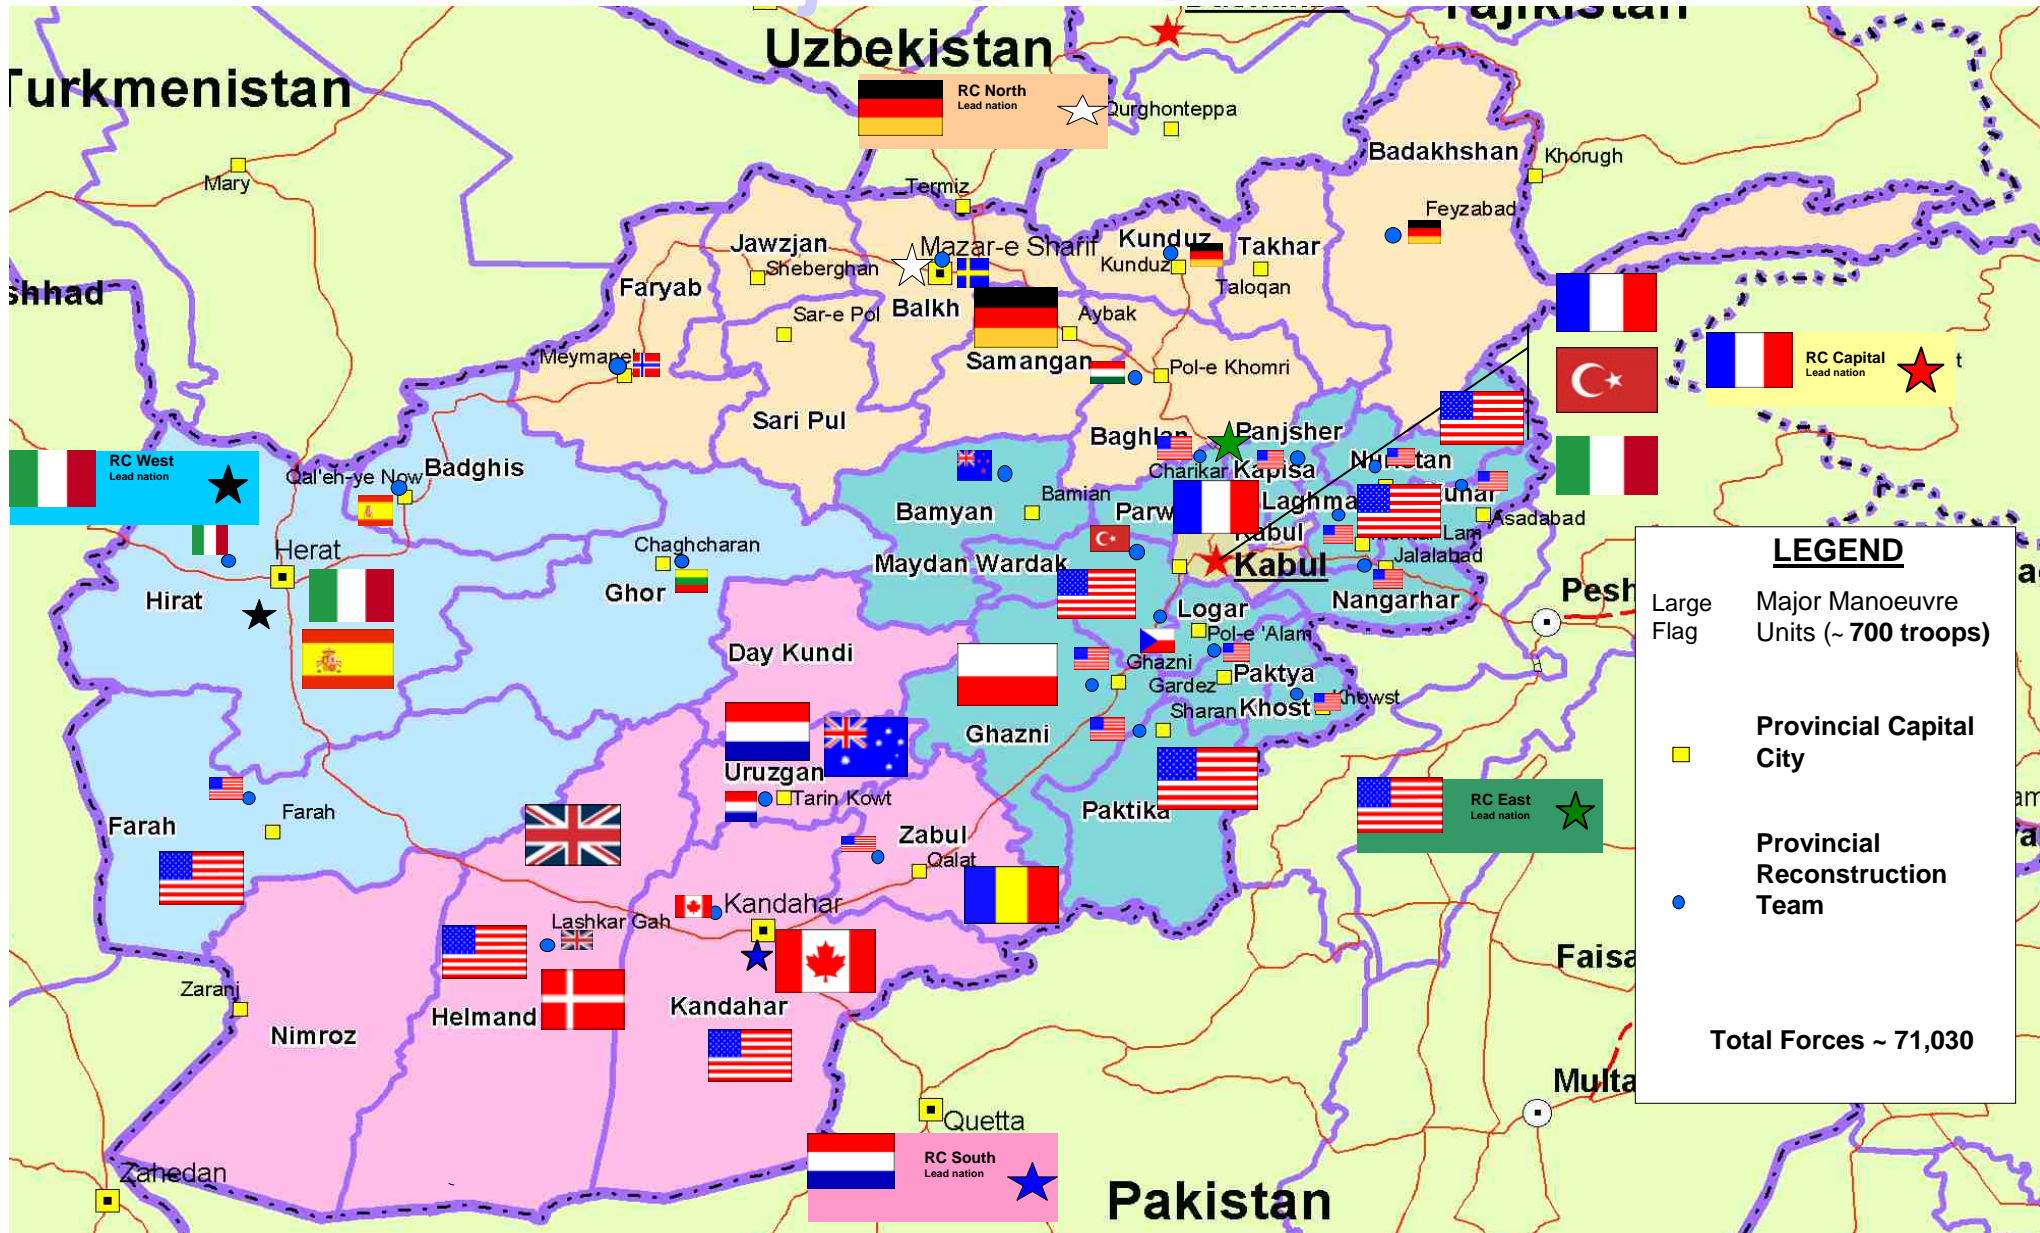 Uzbekistan
Turkmenistan
RC North
Lead nation
Qurghonteppa
Badakhshan
Khorugh
Mary
Termiz
Feyzabad
Jawzjan
Mazar-e Sharif
Kunduz
Takhar
Sheberghan
Kunduz
Taloqan
Faryab
Balkh
Sar-e Pol
Aybak
Samangan
Pol-e Khomri
RC Capital
Lead nation
Sari Pul
Baghlan
Panjsher
RC West
Lead nation
Qal'eh-ye Now
Badghis
Charikar
Kapisa
Bamian
Bamyan
Asadabad
Herat
Chaghcharan
Maydan Wardak
Kabul
Kabul
Jalalabad
Hirat
Ghor
Logar
Nangarhar
Pol-e 'Alam
Day Kundi
Ghazni
Paktya
Gardez
Sharan
Khost
Khowst
Ghazni
Uruzgan
Tarin Kowt
Paktika
Farah
Farah
Zabul
Qalat
RC East
Lead nation
Kandahar
Lashkar Gah
Zaranj
Helmand
Kandahar
Nimroz
Quetta
RC South
Lead nation
Zahedan
Pakistan
LEGEND
Large
Flag
Major Manoeuvre
Units (~ 700 troops)
Provincial Capital
City
Provincial
Reconstruction
Team
Total Forces ~ 71,030